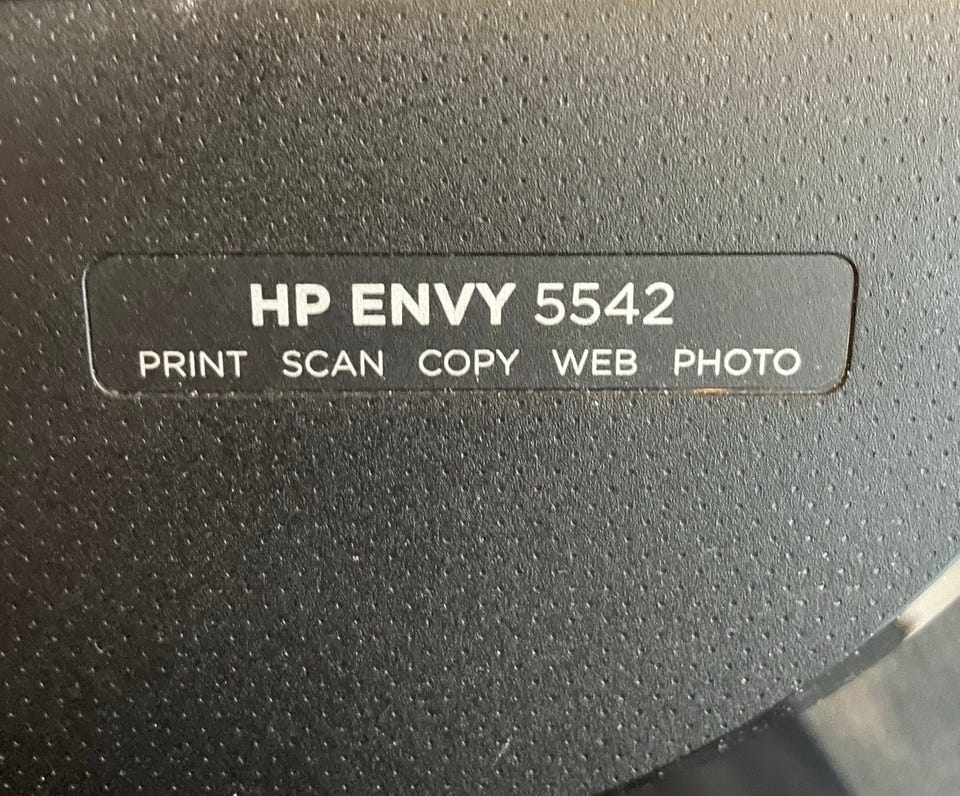 HP ENVY 5542
PRINT SCAN COPY WEB PHOTO